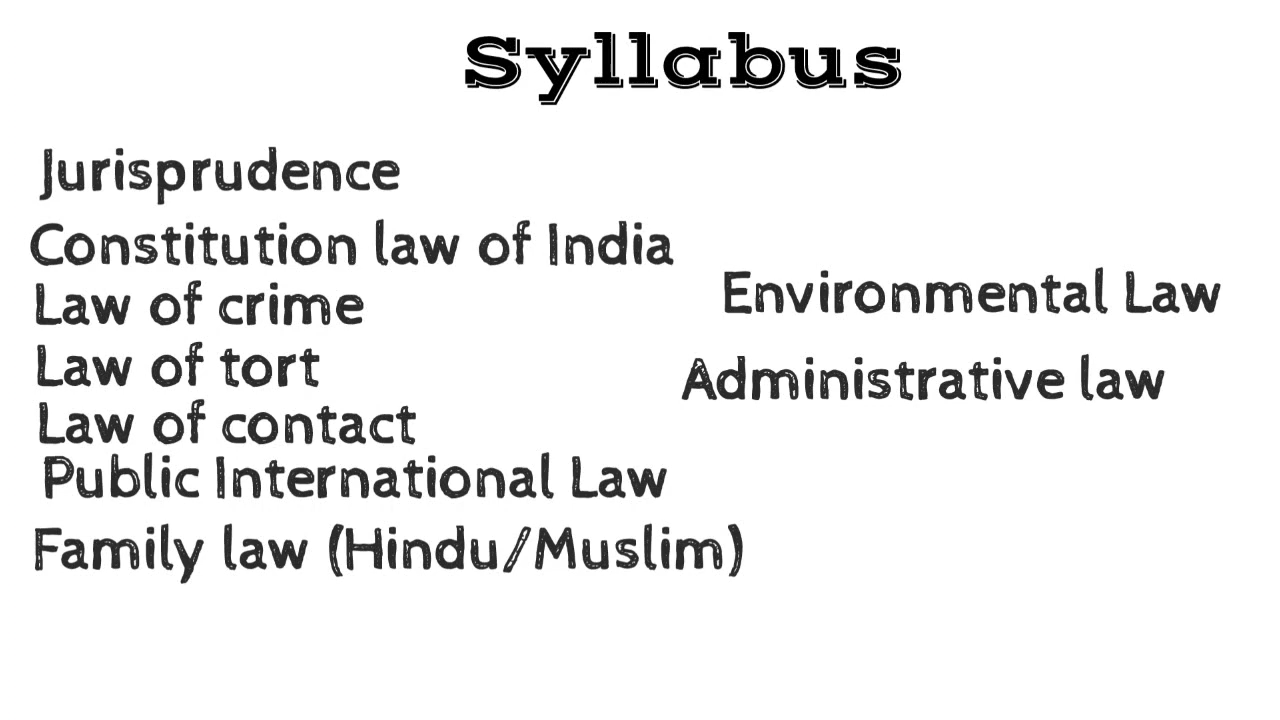 Syllabus
Jurisprudence
Constitution law of India
Law of crime
Law of tort
Law of contact
Public International Law
Family law (Hindu/Muslim)
Environmental Law
Administrative law